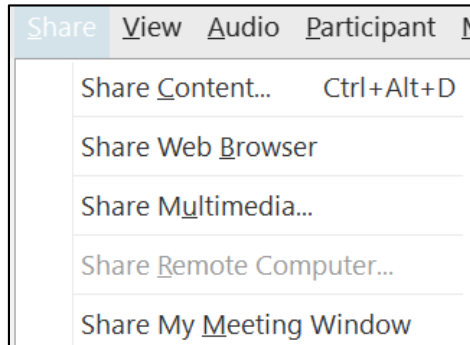 Share View Audio Participant
Share Content... Ctrl+Alt+D
Share Web Browser
Share Multimedia...
Share Remote Computer...
Share My Meeting Window